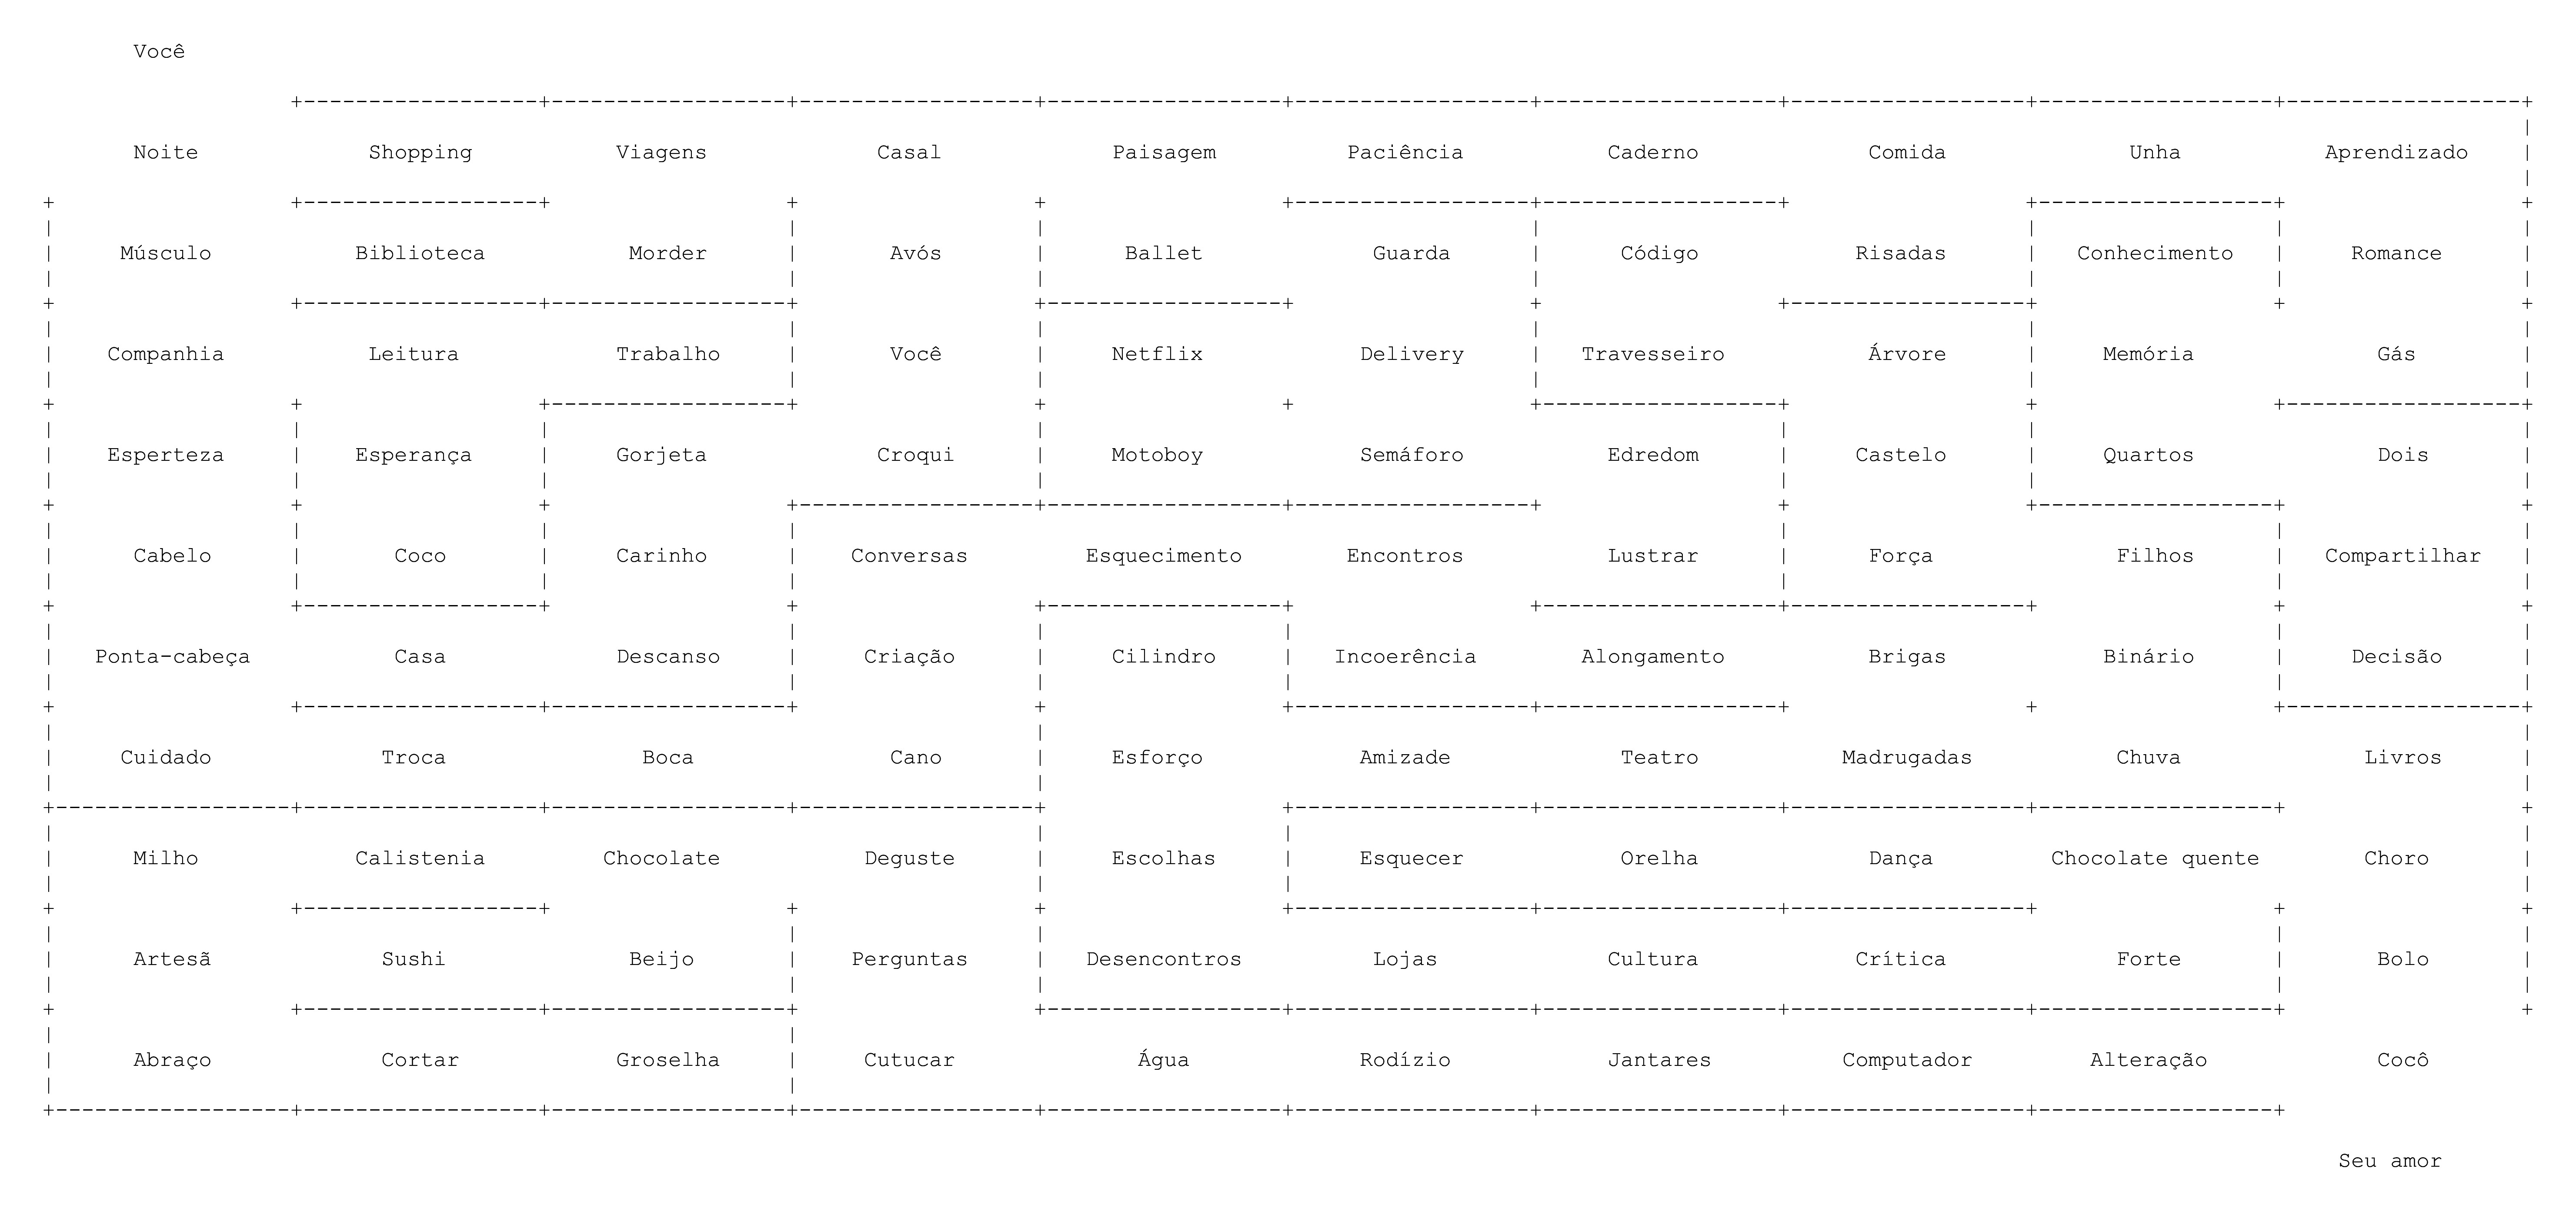 Você
Noite Shopping Viagens Casal Paisagem Paciência Caderno Comida Unha Aprendizado
Músculo Biblioteca Morder Avós Ballet Guarda Código Risadas Conhecimento Romance
Companhia Leitura Trabalho Você Netflix Delivery Travesseiro Árvore Memória Gás
Esperteza Esperança Gorjeta Croqui Motoboy Semáforo Edredom Castelo Quartos Dois
Cabelo Coco Carinho Conversas Esquecimento Encontros Lustrar Força Filhos Compartilhar
Ponta-cabeça Casa Descanso Criação Cilindro Incoerência Alongamento Brigas Binário Decisão
Cuidado Troca Boca Cano Esforço Amizade Teatro Madrugadas Chuva Livros
Milho Calistenia Chocolate Deguste Escolhas Esquecer Orelha Dança Chocolate quente Choro
Artesã Sushi Beijo Perguntas Desencontros Lojas Cultura Crítica Forte Bolo
Abraço Cortar Groselha Cutucar Água Rodízio Jantares Computador Alteração Cocô
Seu amor